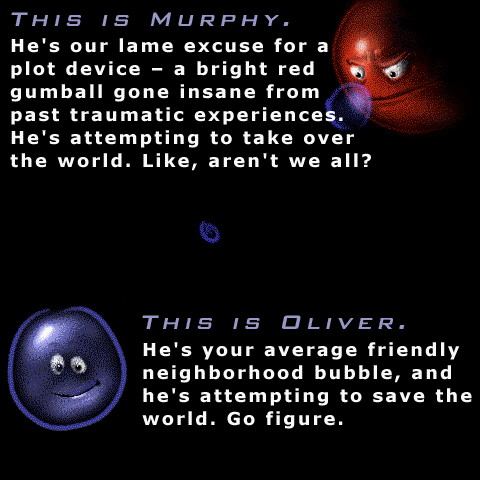 This is Murphy.
He's our lame excuse for a
plot device – a bright red
gumball gone insane from
past traumatic experiences.
He's attempting to take over
the world. Like, aren't we all?
This is Oliver.
He's your average friendly
neighborhood bubble, and
he's attempting to save the
world. Go figure.